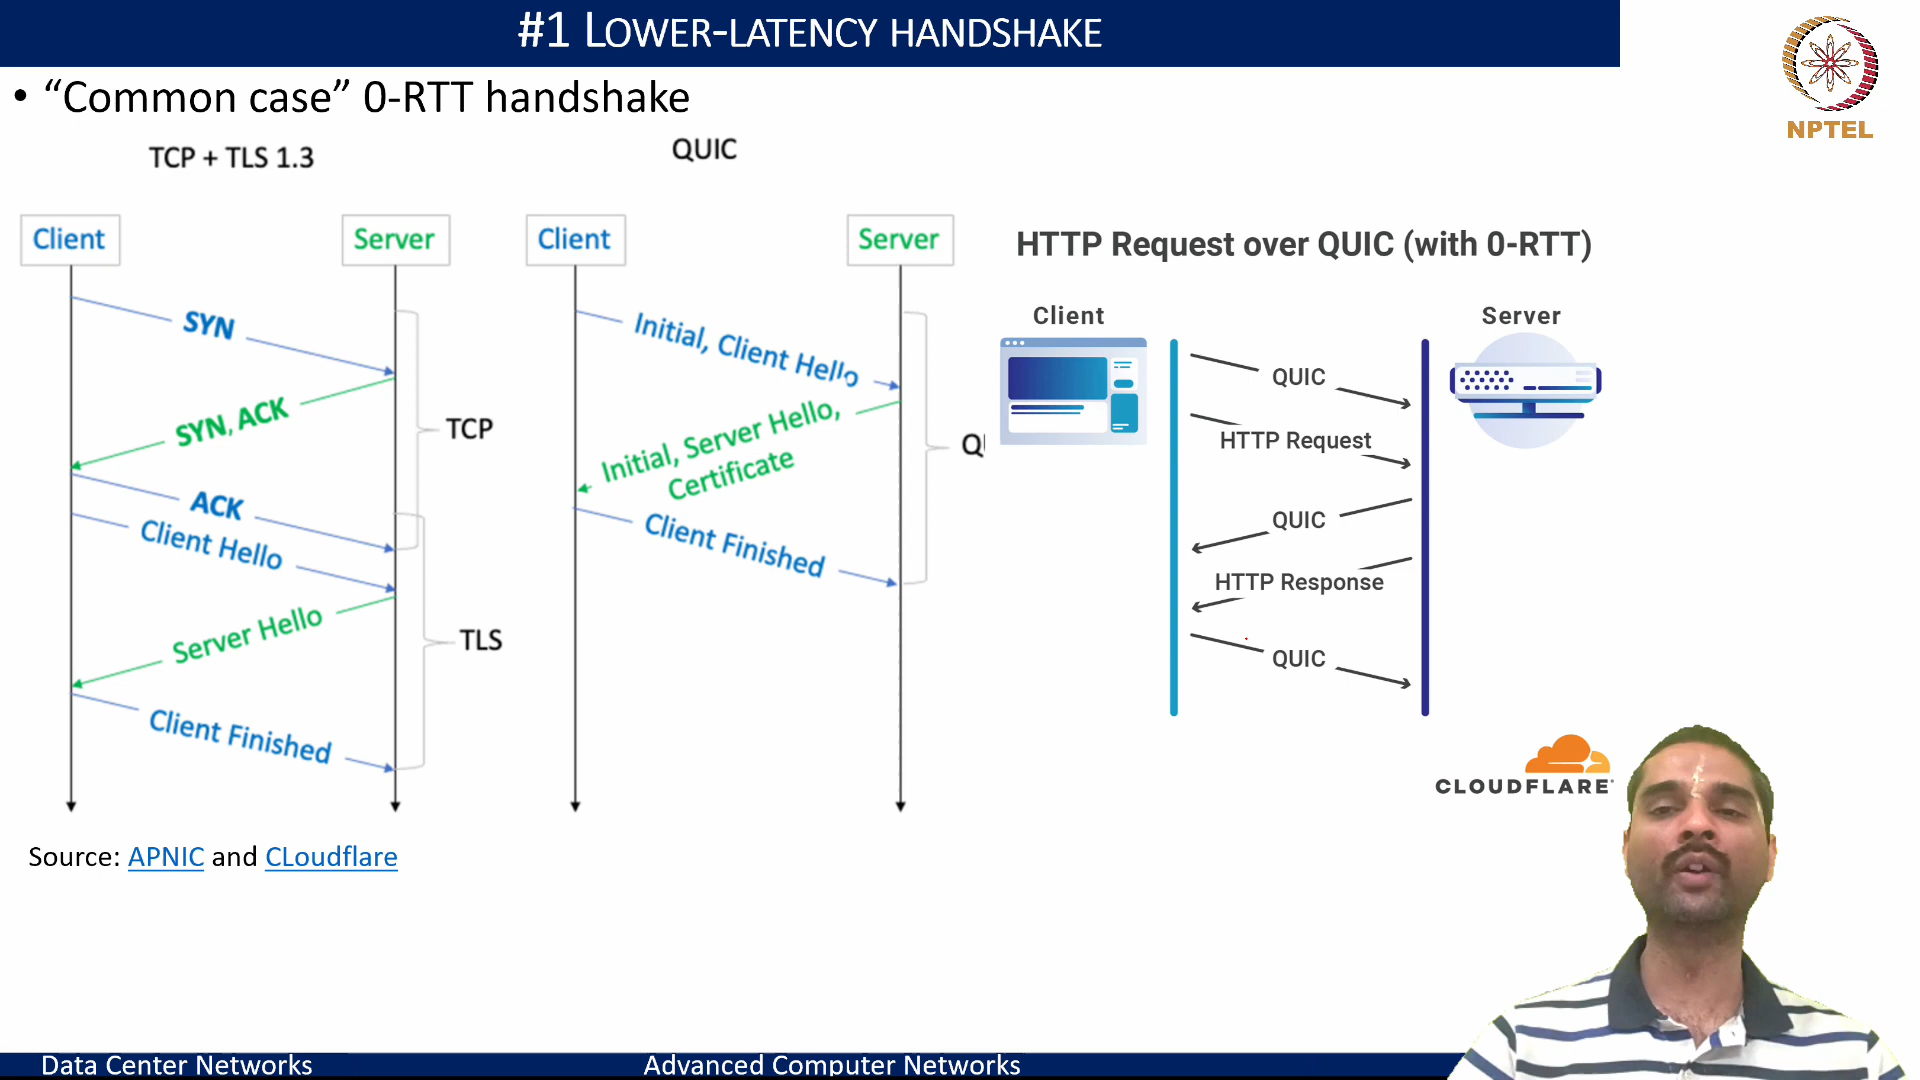 #1 LOWER-LATENCY HANDSHAKE
NPTEL
• “Common case” 0-RTT handshake
TCP + TLS 1.3
Client
Server
SYN
SYN, ACK
ACK
Client Hello
Server Hello
Client Finished
TCP
TLS
QUIC
Client
Server
Initial, Client Hello
Initial, Server Hello,
Certificate
Client Finished
HTTP Request over QUIC (with 0-RTT)
Client
Server
QUIC
HTTP Request
QUIC
HTTP Response
QUIC
CLOUDFLARE
Source: APNIC and CLoudflare
Data Center Networks
Advanced Computer Networks